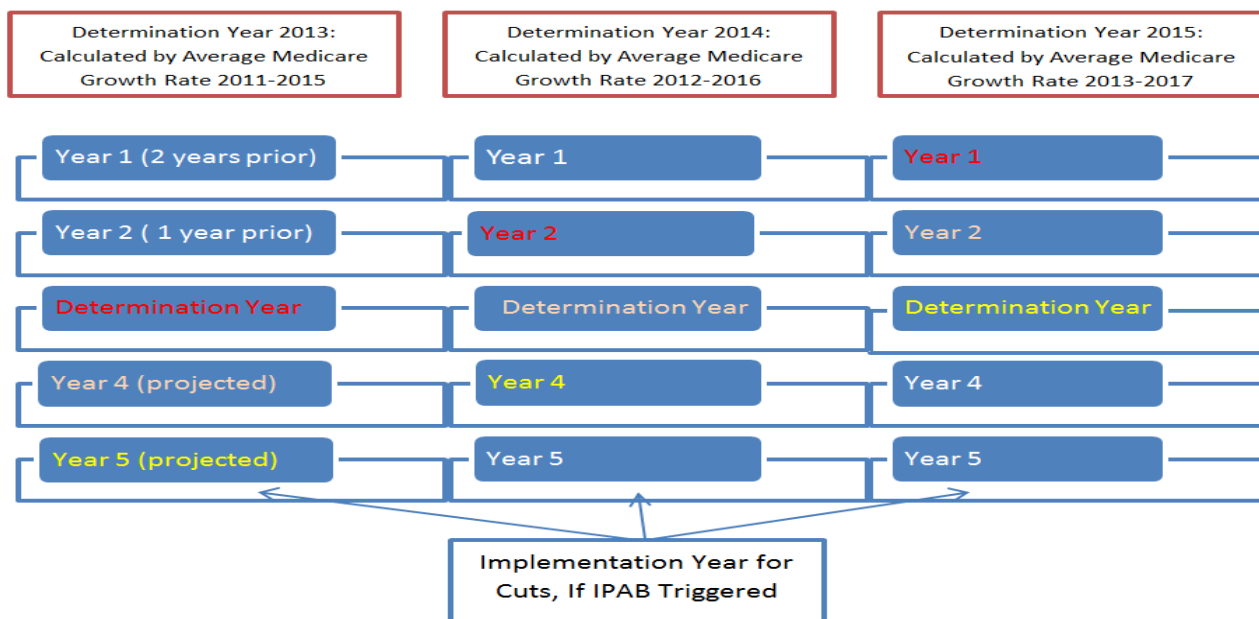 Determination Year 2013:
Calculated by Average Medicare
Growth Rate 2011-2015
Determination Year 2014:
Calculated by Average Medicare
Growth Rate 2012-2016
Determination Year 2015:
Calculated by Average Medicare
Growth Rate 2013-2017
Year 1 (2 years prior)
Year 1
Year 1
Year 2 ( 1 year prior)
Year 2
Year 2
Determination Year
Determination Year
Determination Year
Year 4 (projected)
Year 4
Year 4
Year 5 (projected)
Year 5
Year 5
Implementation Year for
Cuts, If IPAB Triggered